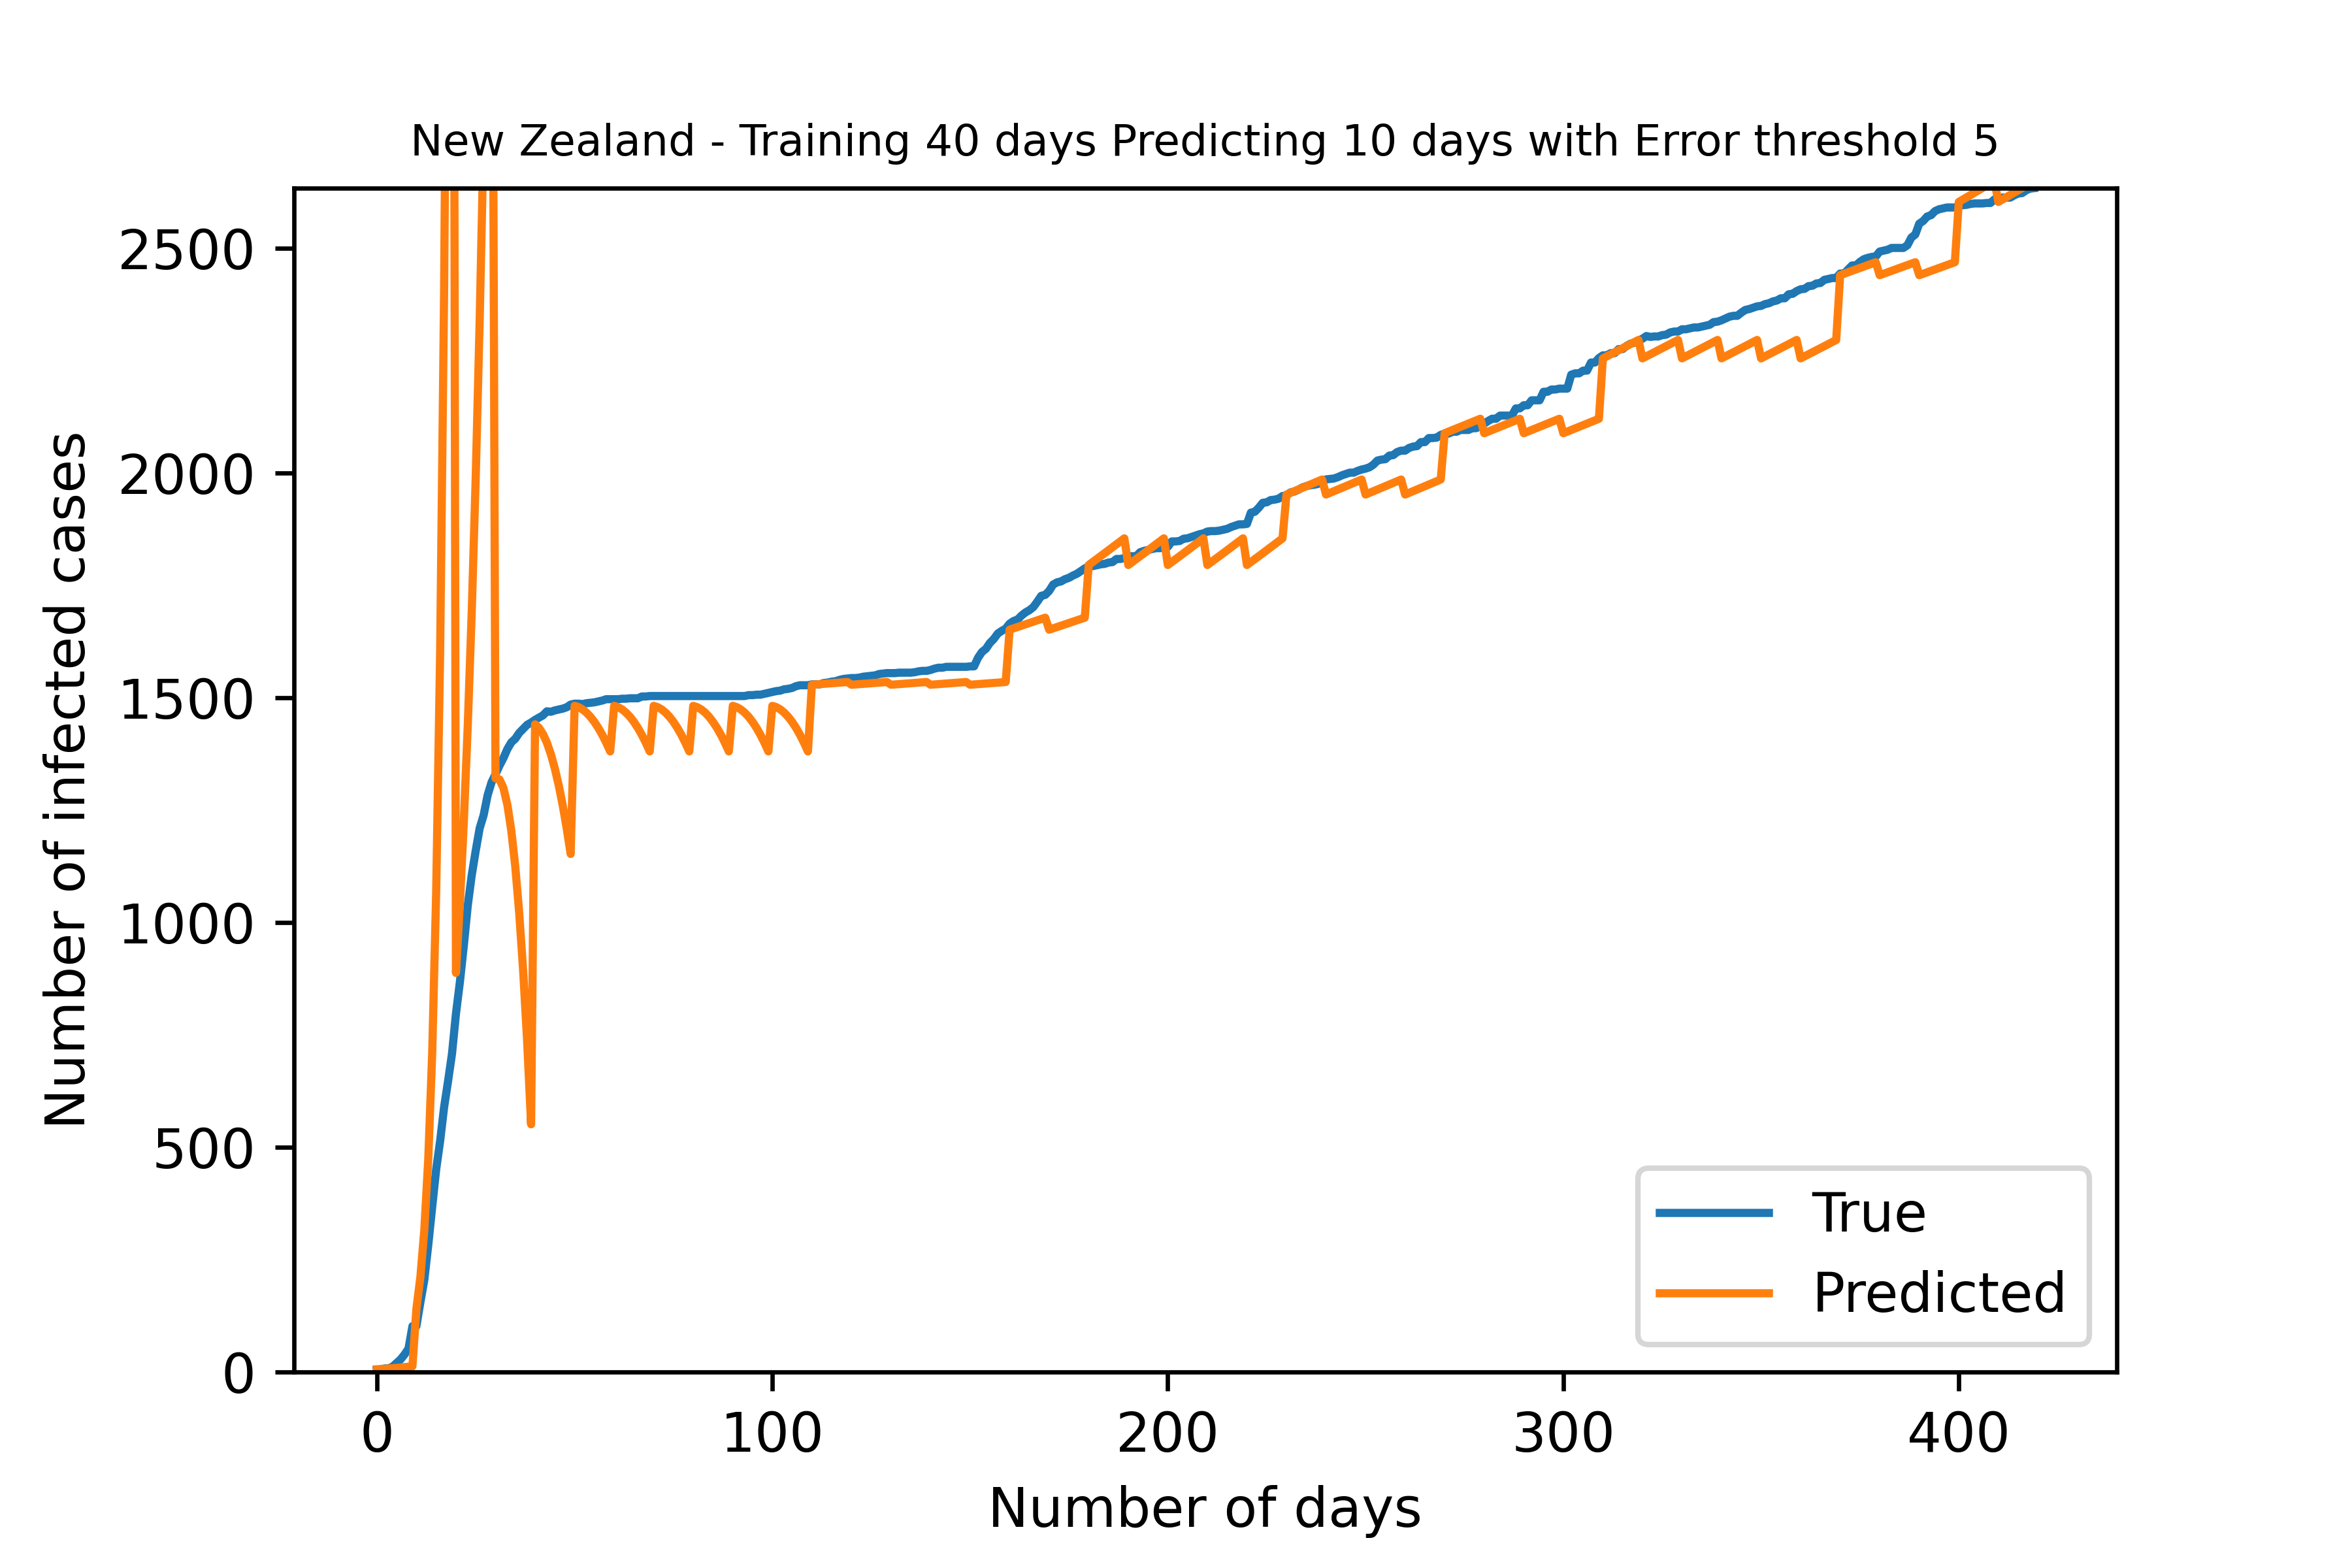 New Zealand - Training 40 days Predicting 10 days with Error threshold 5
Number of infected cases
2500
2000
1500
1000
500
0
0 100 200 300 400
Number of days
True
Predicted